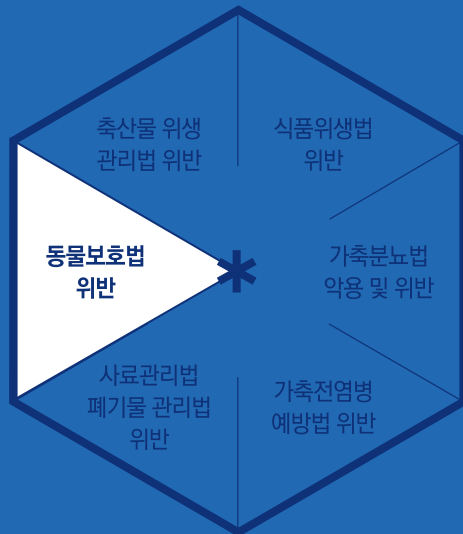 축산물 위생
관리법 위반
식품위생법
위반
동물보호법
위반
가축분뇨법
악용 및 위반
사료관리법
폐기물 관리법
위반
가축전염병
예방법 위반